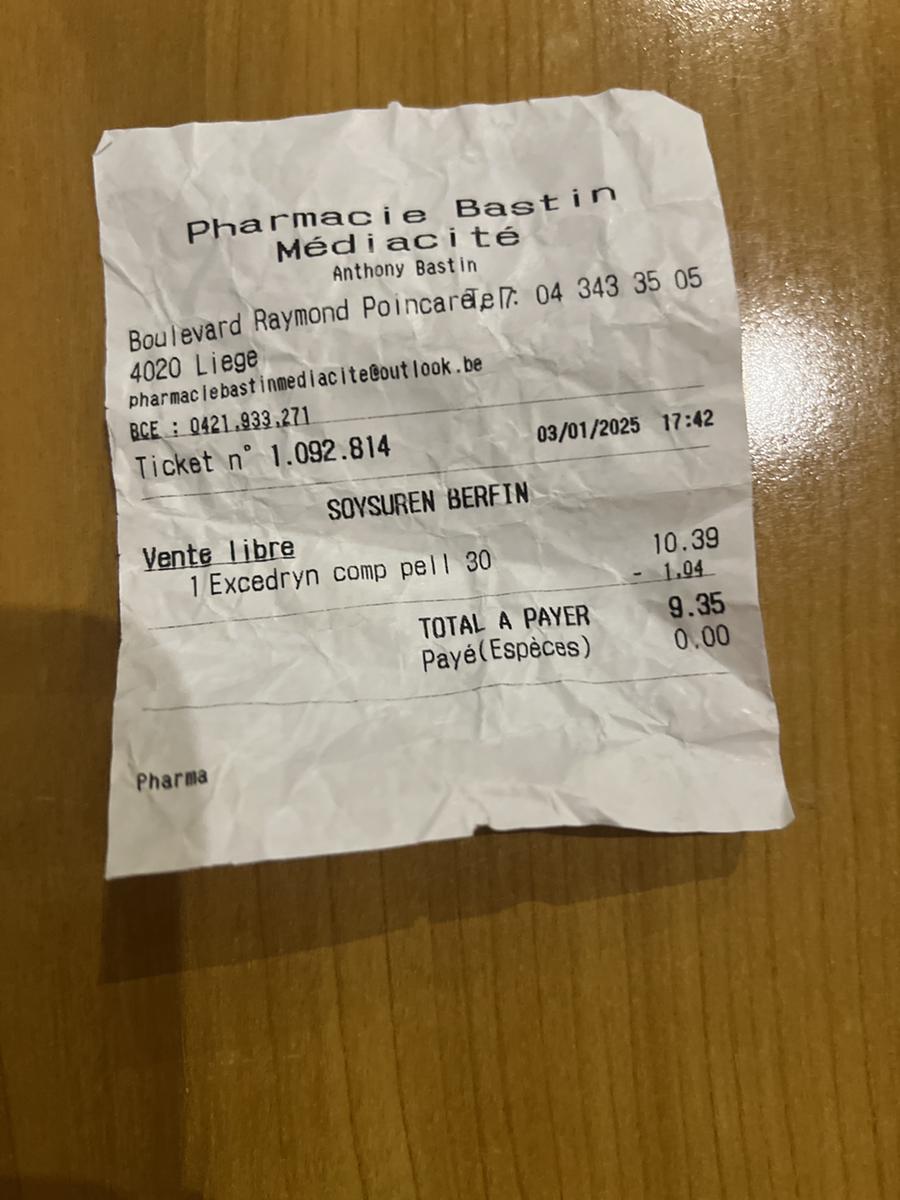 Pharmacie Bastin
Médiacité
Anthony Bastin
Boulevard Raymond Poincaré 7 Tel : 04 343 35 05
4020 Liege
pharmaciebastinmediacite@outlook.be
BCE : 0421.933.271
Ticket n° 1.092.814 03/01/2025 17:42
SOYSUREN BERFIN
Vente libre
1 Excedryn comp pell 30 10.39
- 1.04
TOTAL A PAYER 9.35
Payé(Espèces) 0.00
Pharma